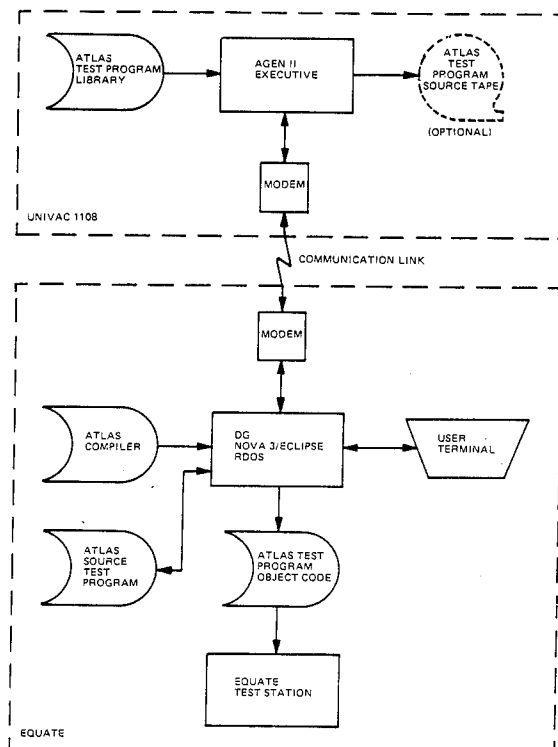 ATLAS
TEST PROGRAM
LIBRARY
AGEN II
EXECUTIVE
ATLAS
TEST
PROGRAM
SOURCE TAPE
(OPTIONAL)
MODEM
UNIVAC 1108
COMMUNICATION LINK
MODEM
ATLAS
COMPILER
DG
NOVA 3/ECLIPSE
RDOS
USER
TERMINAL
ATLAS
SOURCE
TEST
PROGRAM
ATLAS TEST
PROGRAM
OBJECT CODE
EQUATE
TEST STATION
EQUATE